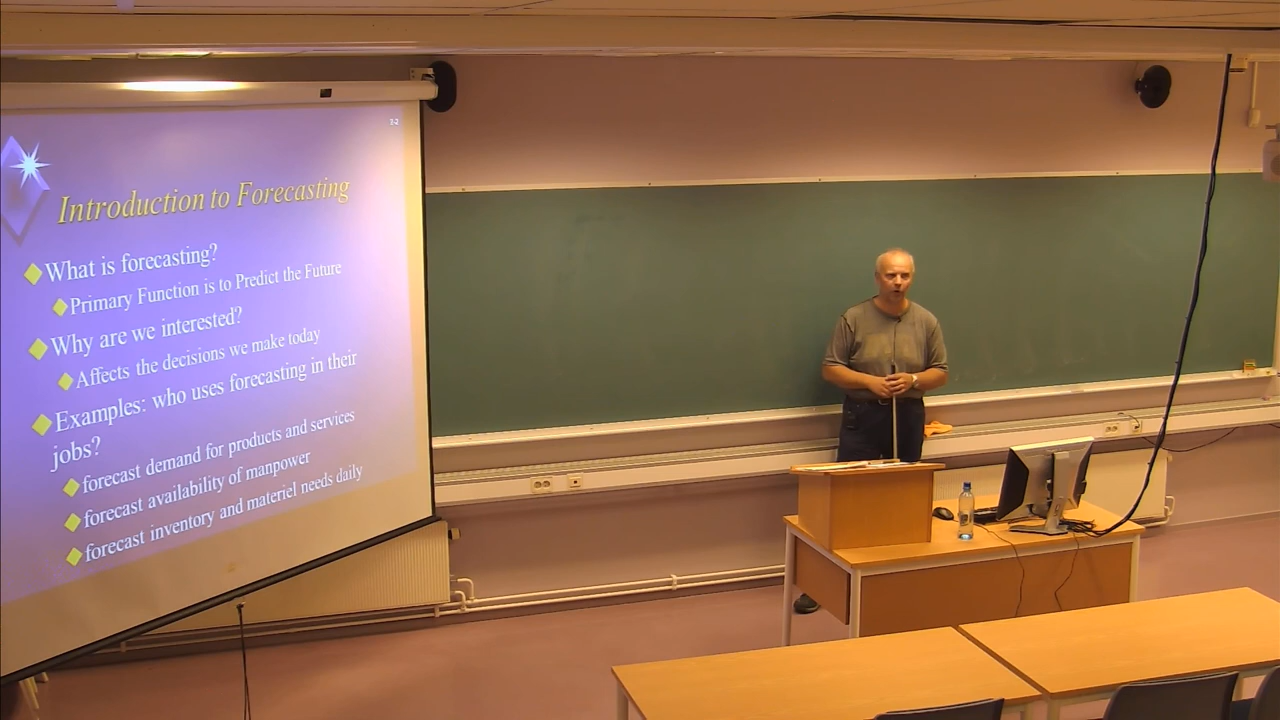 2-2
Introduction to Forecasting
What is forecasting?
Primary Function is to Predict the Future
Why are we interested?
Affects the decisions we make today
Examples: who uses forecasting in their
jobs?
forecast demand for products and services
forecast availability of manpower
forecast inventory and materiel needs daily